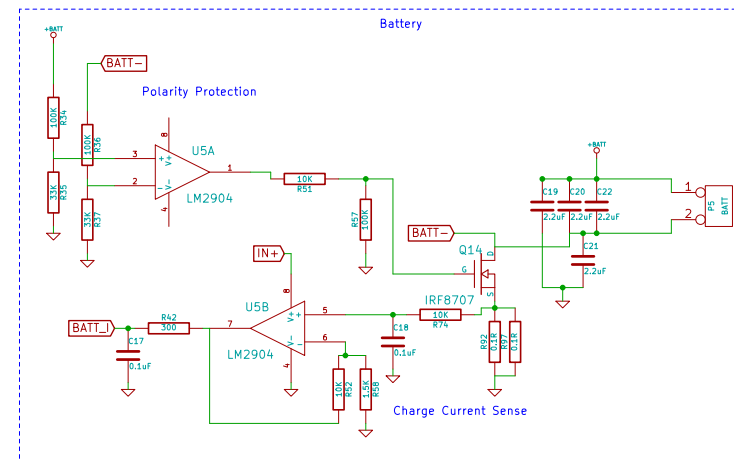 Battery
+BATT
BATT-
Polarity Protection
100K
R34
100K
R36
33K
R35
33K
R37
8
3
+
V+
2
-
V-
4
1
U5A
LM2904
10K
R51
R57
100K
+BATT
C19
2.2uF
C20
2.2uF
C22
2.2uF
C21
2.2uF
1
2
P5
BATT
BATT-
Q14
D
G
S
IRF8707
IN+
8
U5B
V+
+
5
7
6
V-
-
4
LM2904
BATT_I
R42
300
C17
0.1uF
10K
R74
C18
0.1uF
R92
0.1R
R97
0.1R
10K
R52
1.5K
R58
Charge Current Sense